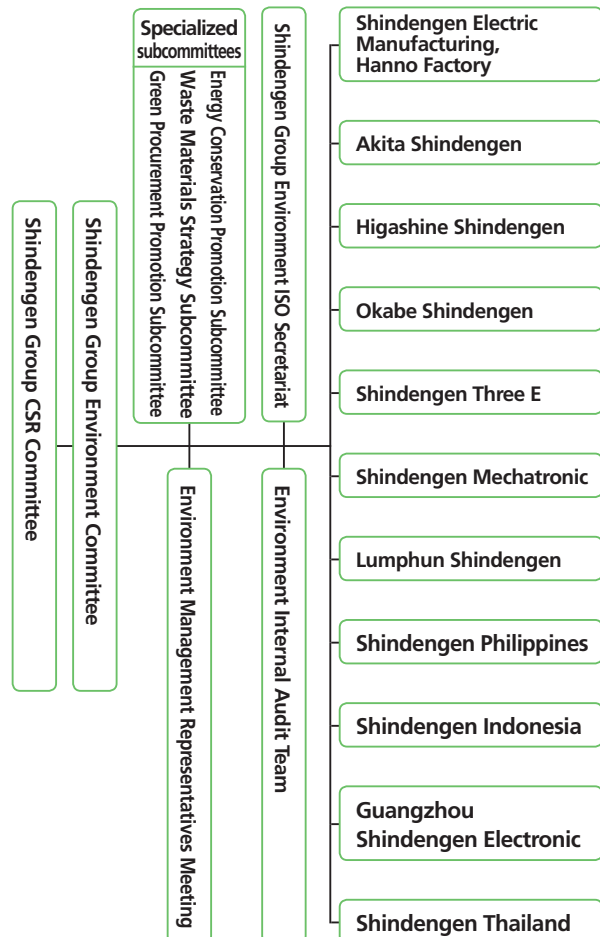 Shindengen Group CSR Committee
Shindengen Group Environment Committee
Specialized
subcommittees
Energy Conservation Promotion Subcommittee
Waste Materials Strategy Subcommittee
Green Procurement Promotion Subcommittee
Shindengen Group Environment ISO Secretariat
Environment Management Representatives Meeting
Environment Internal Audit Team
Shindengen Electric
Manufacturing,
Hanno Factory
Akita Shindengen
Higashine Shindengen
Okabe Shindengen
Shindengen Three E
Shindengen Mechatronic
Lumphun Shindengen
Shindengen Philippines
Shindengen Indonesia
Guangzhou
Shindengen Electronic
Shindengen Thailand